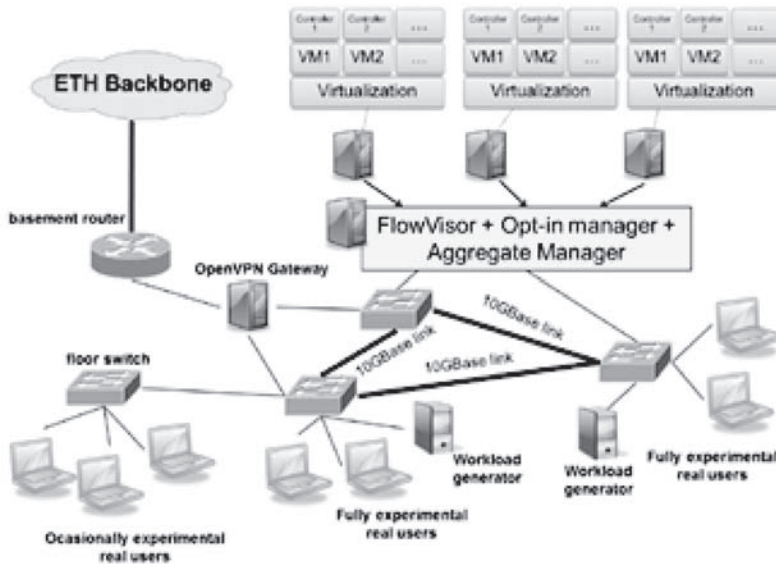 Controller 1 Controller 2 ... Controller 1 Controller 2 ... Controller 1 Controller 2 ...
VM1 VM2 ... VM1 VM2 ... VM1 VM2 ...
Virtualization Virtualization Virtualization
ETH Backbone
basement router
FlowVisor + Opt-in manager +
Aggregate Manager
OpenVPN Gateway
10GBase link
10GBase link
10GBase link
floor switch
Workload
generator
Workload
generator
Fully experimental
real users
Fully experimental
real users
Ocasionally experimental
real users